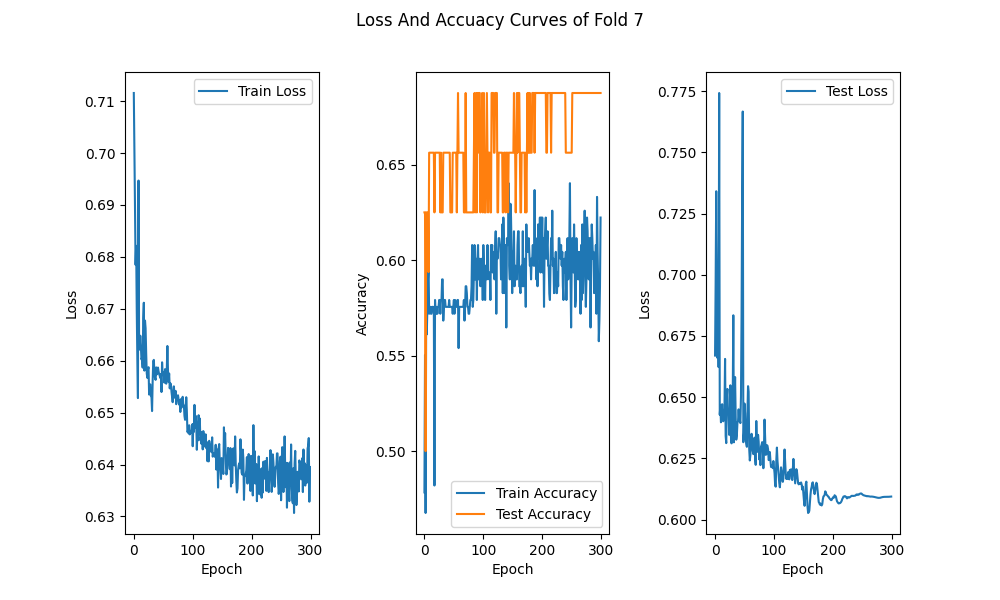 Loss And Accuacy Curves of Fold 7
Train Loss
0.71
0.70
0.69
0.68
0.67
0.66
0.65
0.64
0.63
Loss
0 100 200 300
Epoch
0.65
0.60
0.55
0.50
Accuracy
Train Accuracy
Test Accuracy
0 100 200 300
Epoch
Test Loss
0.775
0.750
0.725
0.700
0.675
0.650
0.625
0.600
Loss
0 100 200 300
Epoch